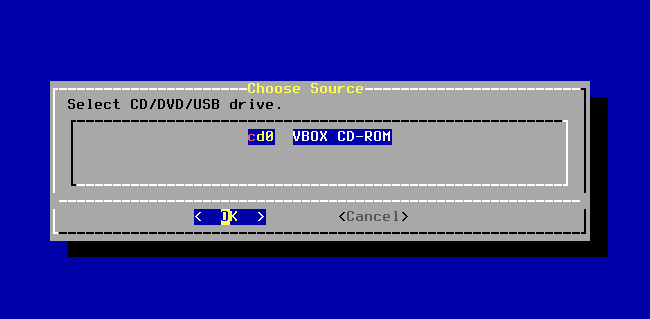 Choose Source
Select CD/DVD/USB drive.
cd0 VBOX CD-ROM
< OK > <Cancel>